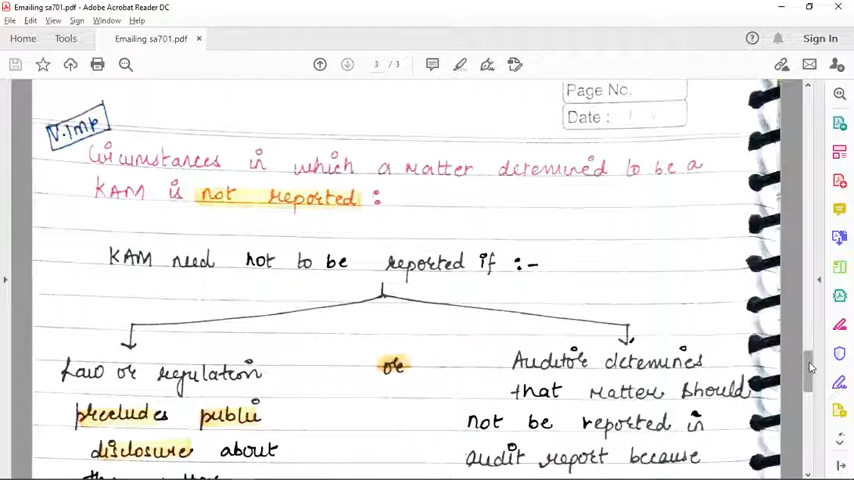 Emailing sa701.pdf - Adobe Acrobat Reader DC
File Edit View Sign Window Help
Home Tools Emailing sa701.pdf × Sign In
3 / 3
Page No.
Date :
V.Imp
Circumstances in which a matter determined to be a
KAM is not reported :
KAM need not to be reported if :-
Law or regulation
precludes public
disclosure about
or
Auditor determines
that matter should
not be reported in
audit report because